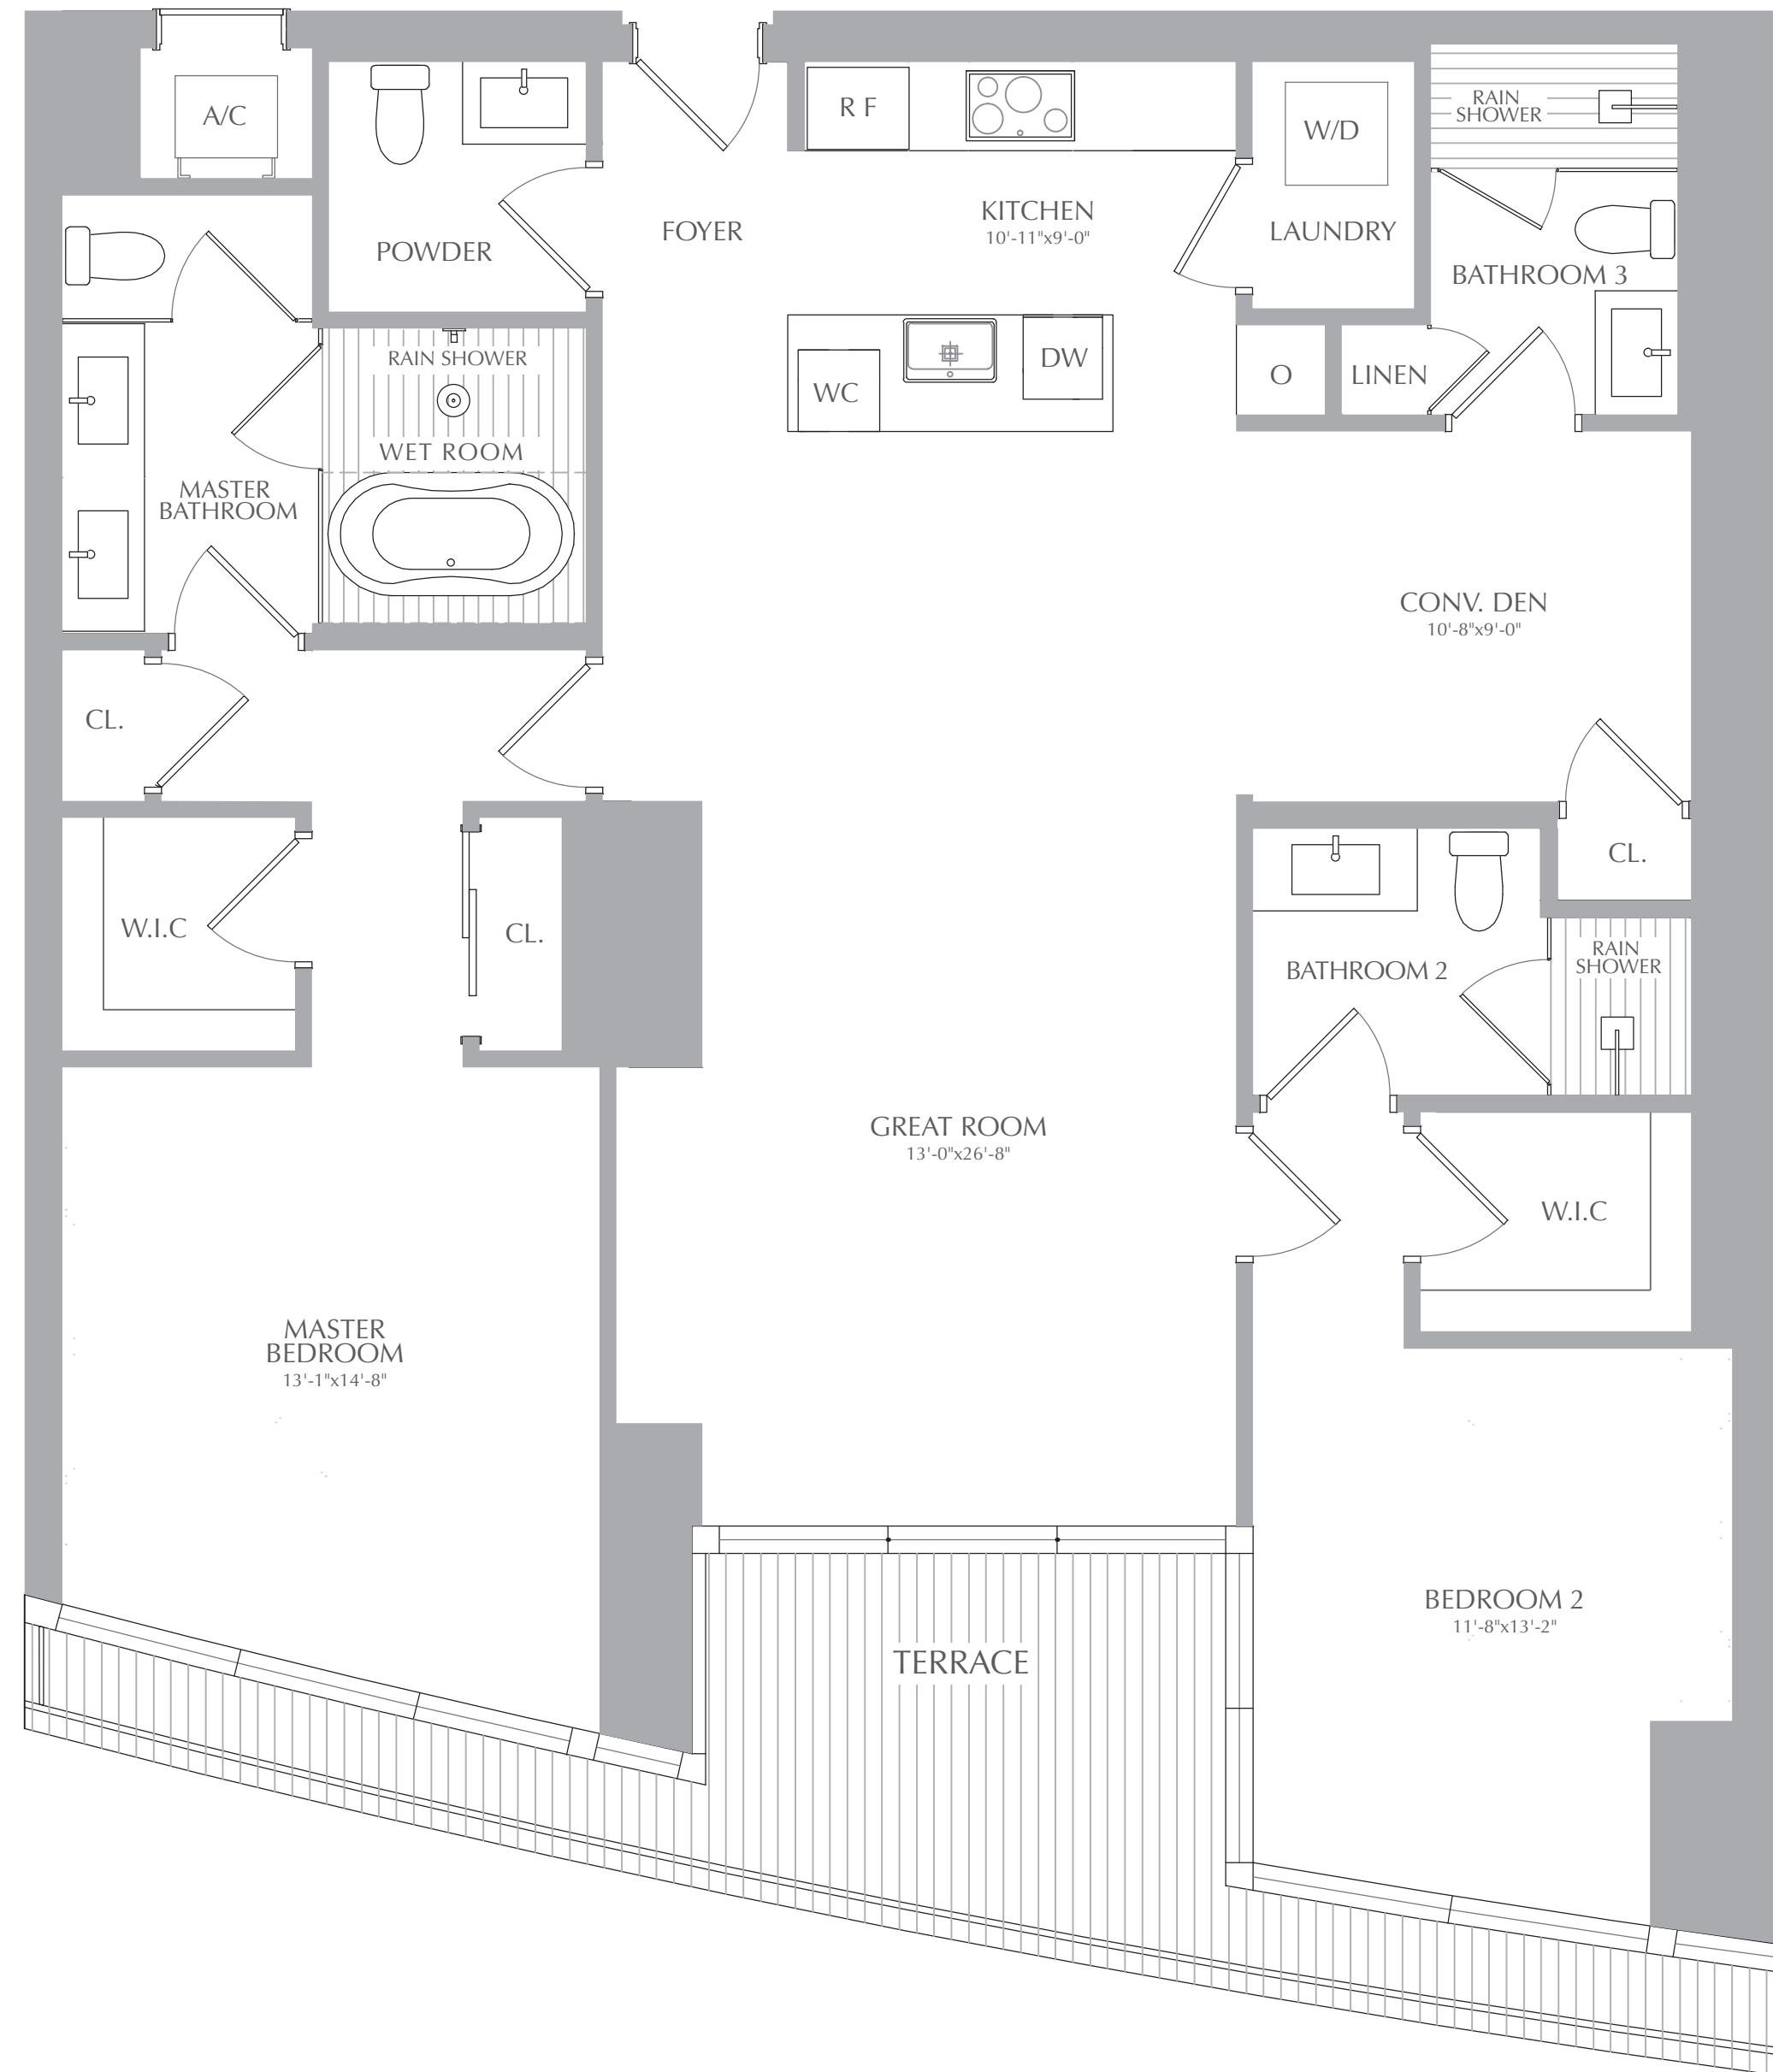 A/C
R F
W/D
RAIN
SHOWER
POWDER
FOYER
KITCHEN
10'-11"x9'-0"
LAUNDRY
BATHROOM 3
RAIN SHOWER
WC
DW
O
LINEN
WET ROOM
MASTER
BATHROOM
CONV. DEN
10'-8"x9'-0"
CL.
CL.
W.I.C
CL.
BATHROOM 2
RAIN
SHOWER
GREAT ROOM
13'-0"x26'-8"
W.I.C
MASTER
BEDROOM
13'-1"x14'-8"
BEDROOM 2
11'-8"x13'-2"
TERRACE